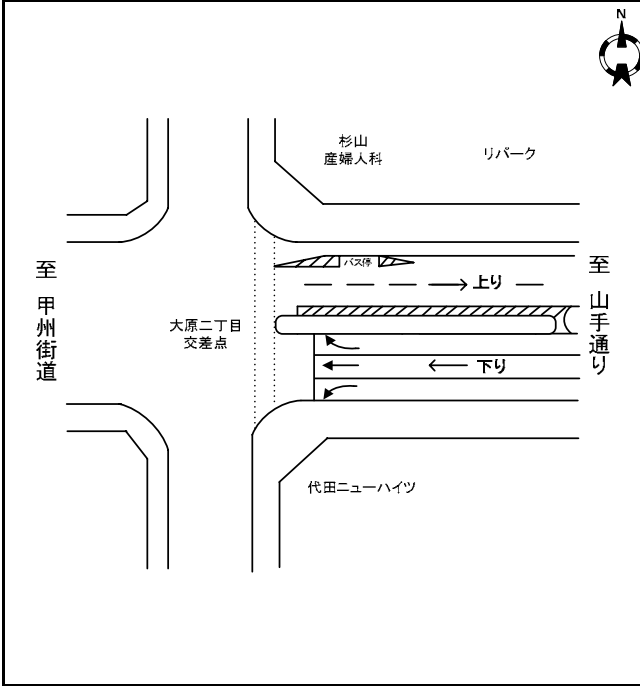 N
杉山
産婦人科
リパーク
バス停
上り
至 甲州街道
至 山手通り
大原二丁目
交差点
下り
代田ニューハイツ